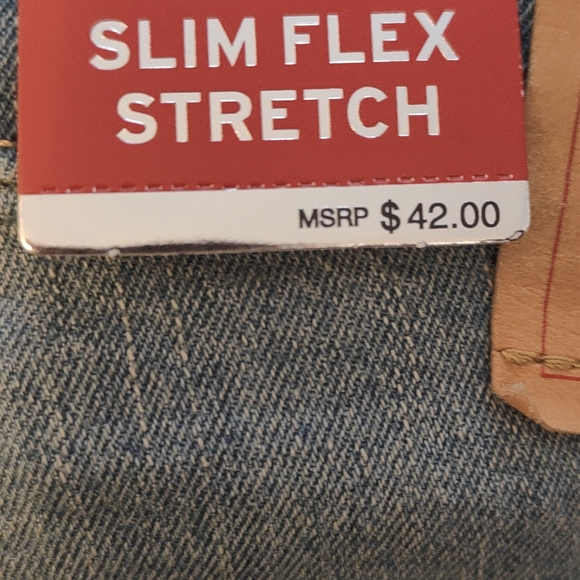 SLIM FLEX
STRETCH
MSRP $42.00